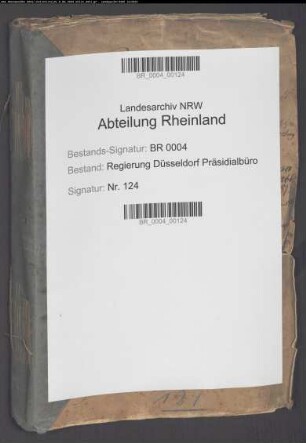 BR_0004_00124
Landesarchiv NRW
Abteilung Rheinland
Bestands-Signatur: BR 0004
Bestand: Regierung Düsseldorf Präsidialbüro
Signatur: Nr. 124
BR_0004_00124